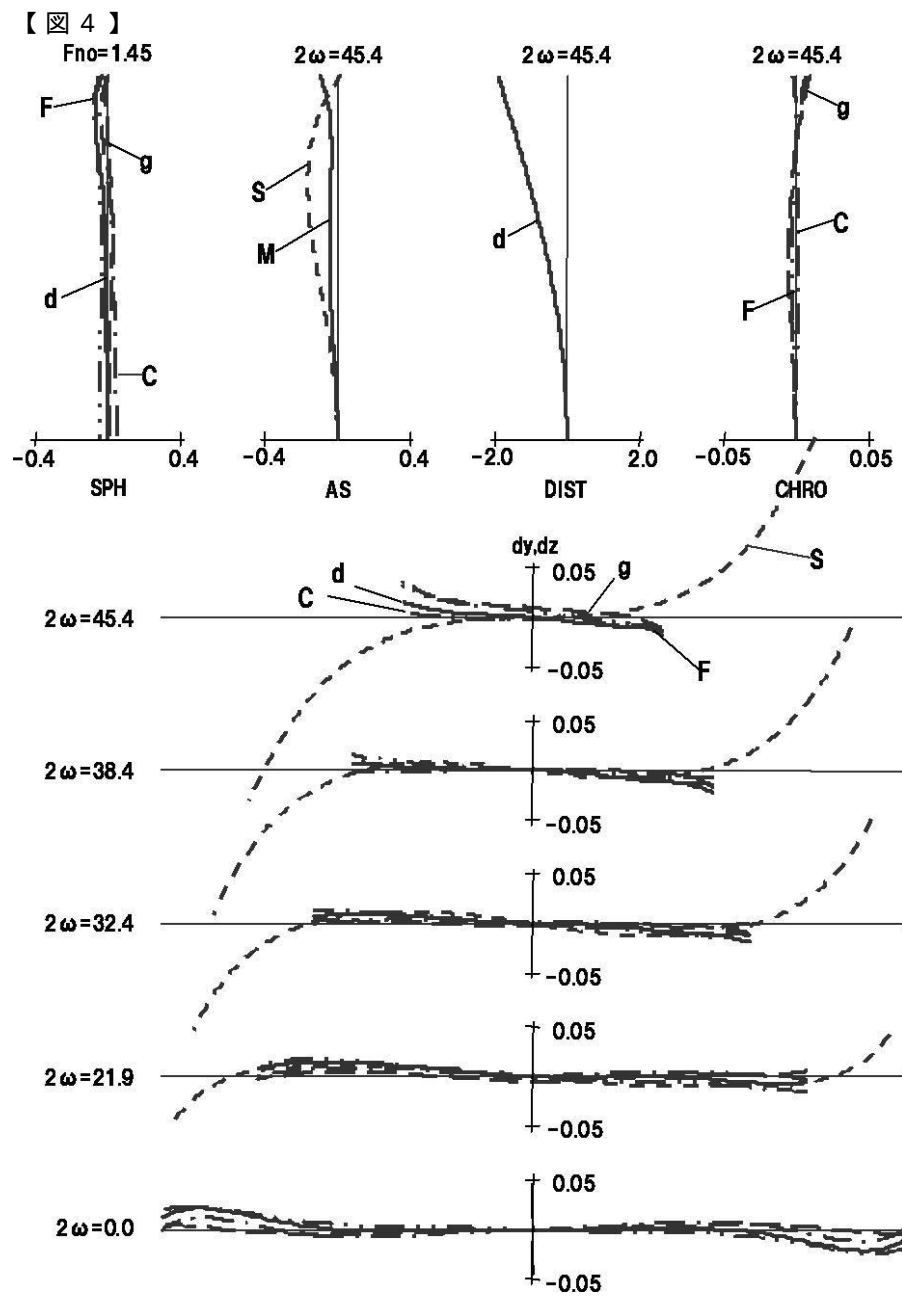 【図４】
Fno=1.45 2ω=45.4 2ω=45.4 2ω=45.4
F g d C
S M
d
g C F
-0.4 0.4 -0.4 0.4 -2.0 2.0 -0.05 0.05
SPH AS DIST CHRO
dy,dz
2ω=45.4 C d 0.05 g S F -0.05
2ω=38.4 0.05 -0.05
2ω=32.4 0.05 -0.05
2ω=21.9 0.05 -0.05
2ω=0.0 0.05 -0.05